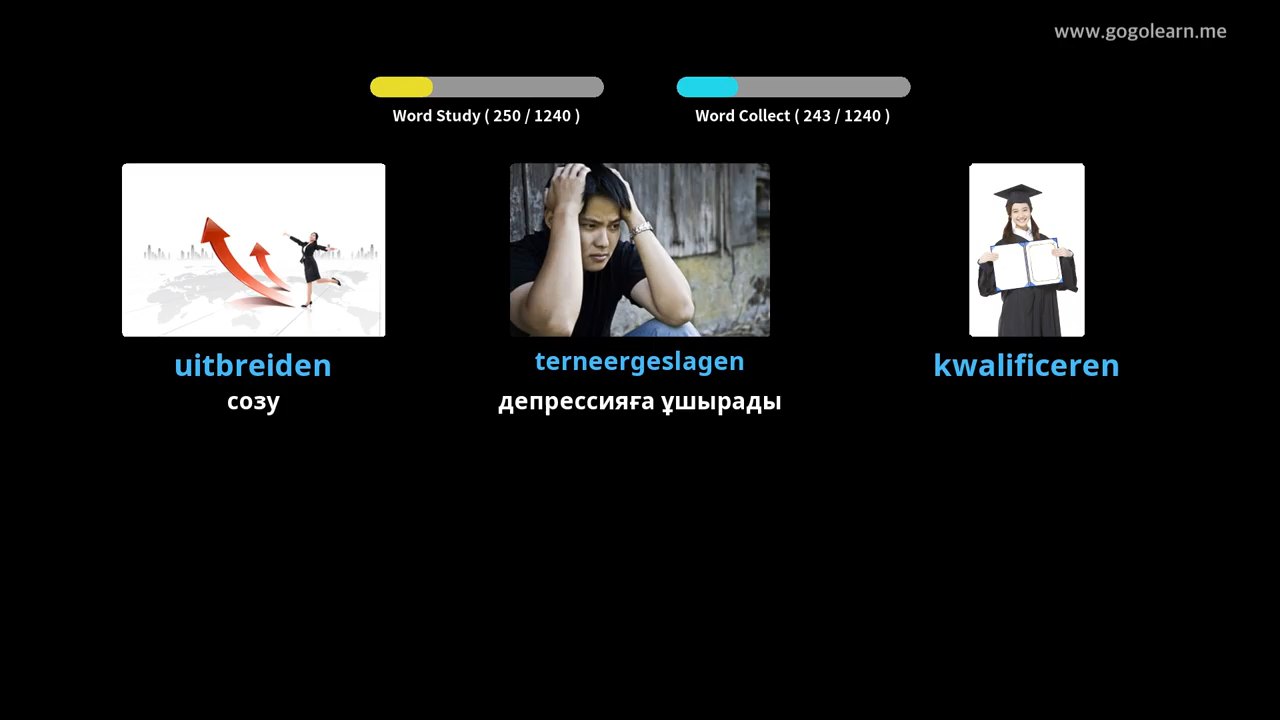 www.gogolearn.me
Word Study ( 250 / 1240 )
Word Collect ( 243 / 1240 )
uitbreiden
terneergeslagen
kwalificeren
созу
депрессияға ұшырады